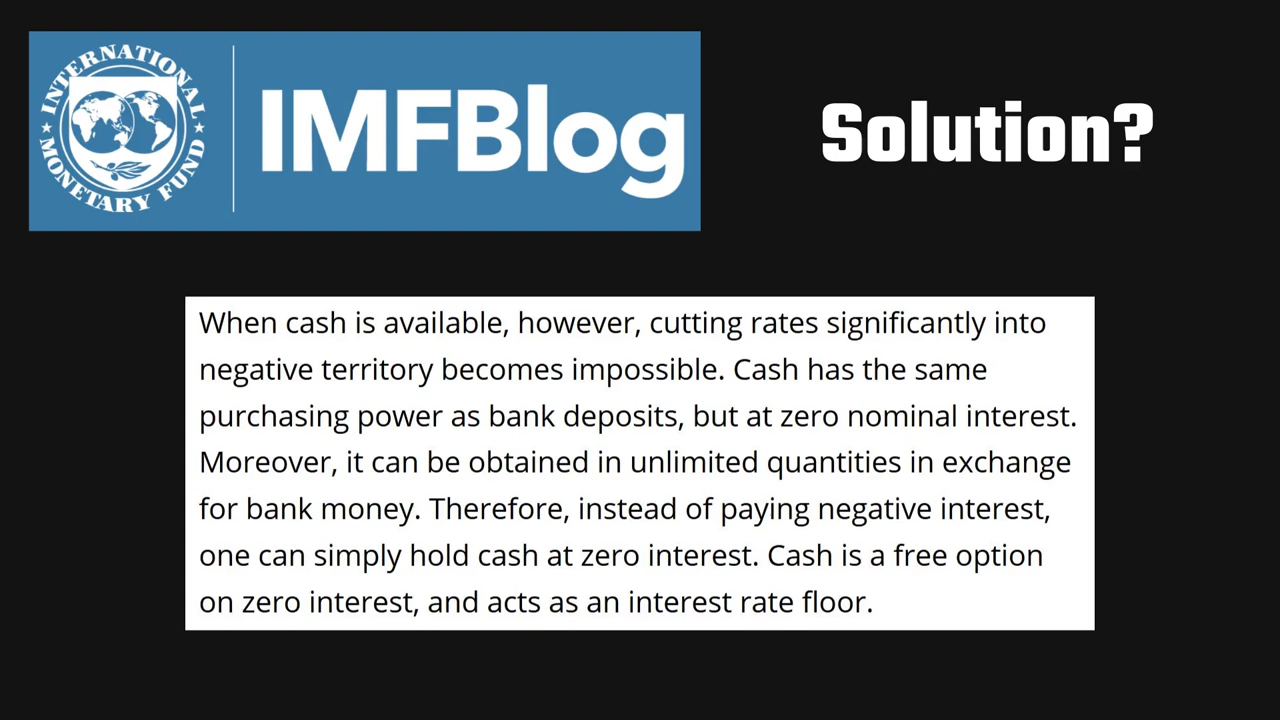 INTERNATIONAL
MONETARY FUND
IMFBlog
Solution?
When cash is available, however, cutting rates significantly into
negative territory becomes impossible. Cash has the same
purchasing power as bank deposits, but at zero nominal interest.
Moreover, it can be obtained in unlimited quantities in exchange
for bank money. Therefore, instead of paying negative interest,
one can simply hold cash at zero interest. Cash is a free option
on zero interest, and acts as an interest rate floor.